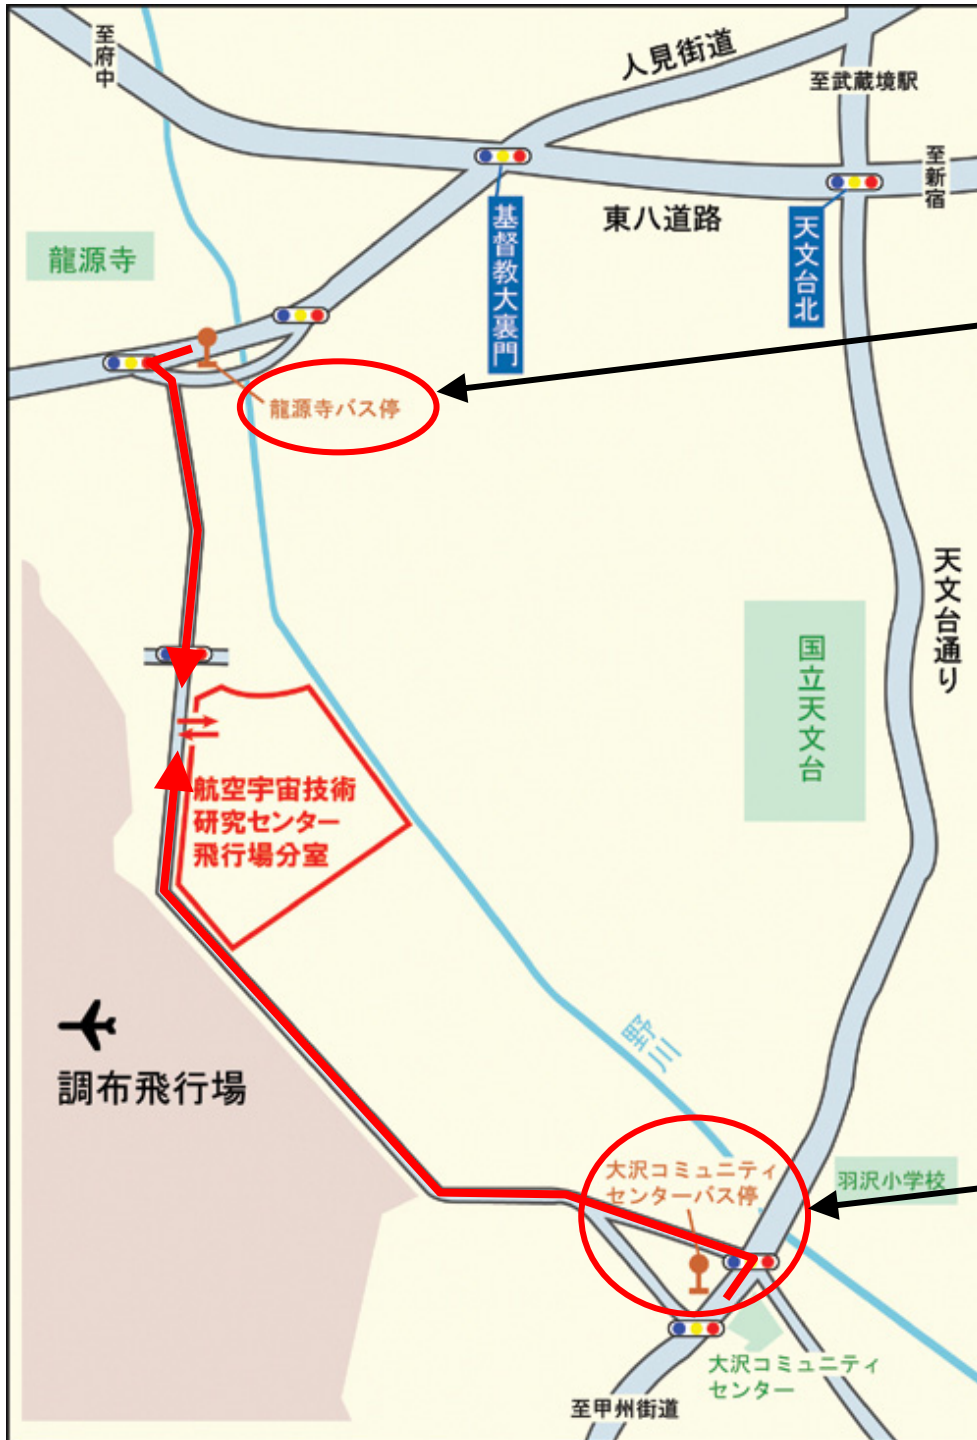 至府中
人見街道
至武蔵境駅
至新宿
基督教大裏門
東八道路
天文台北
龍源寺
龍源寺バス停
天文台通り
国立天文台
航空宇宙技術
研究センター
飛行場分室
野川
調布飛行場
大沢コミュニティ
センターバス停
羽沢小学校
大沢コミュニティ
センター
至甲州街道